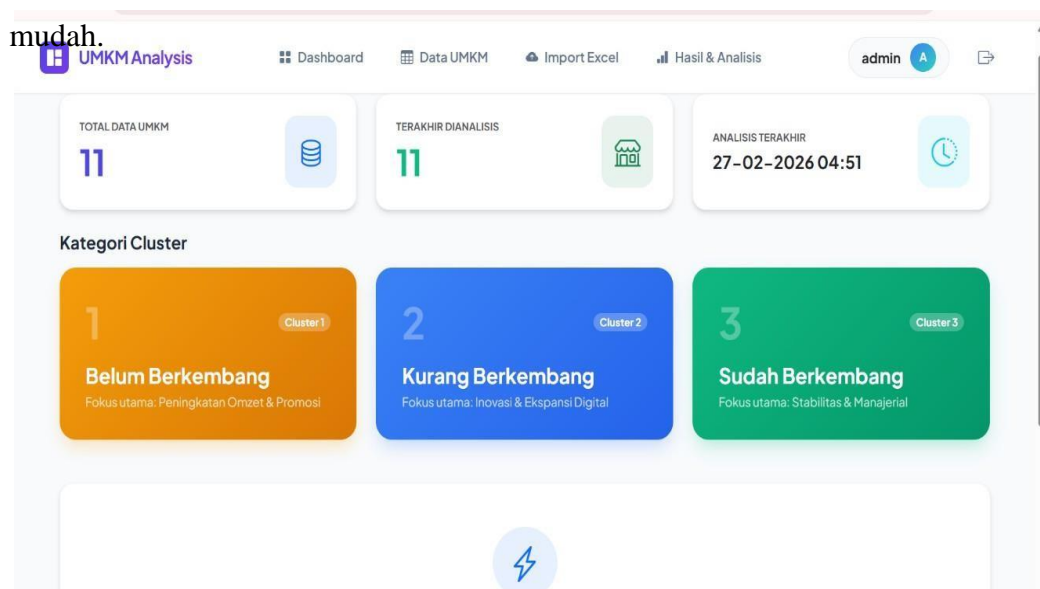 mudah.
UMKM Analysis Dashboard Data UMKM Import Excel Hasil & Analisis admin A
TOTAL DATA UMKM
11
TERAKHIR DIANALISIS
11
ANALISIS TERAKHIR
27-02-2026 04:51
Kategori Cluster
1 Cluster 1
Belum Berkembang
Fokus utama: Peningkatan Omzet & Promosi
2 Cluster 2
Kurang Berkembang
Fokus utama: Inovasi & Ekspansi Digital
3 Cluster 3
Sudah Berkembang
Fokus utama: Stabilitas & Manajerial